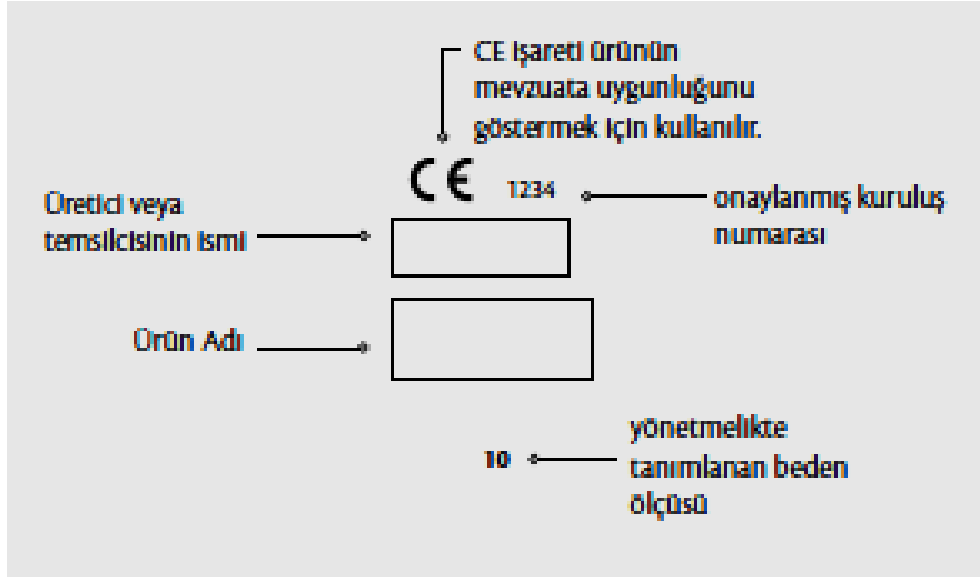 CE işareti ürünün
mevzuata uygunluğunu
göstermek için kullanılır.
CE 1234
onaylanmış kuruluş
numarası
Üretici veya
temsilcisinin ismi
Ürün Adı
10
yönetmelikte
tanımlanan beden
ölçüsü